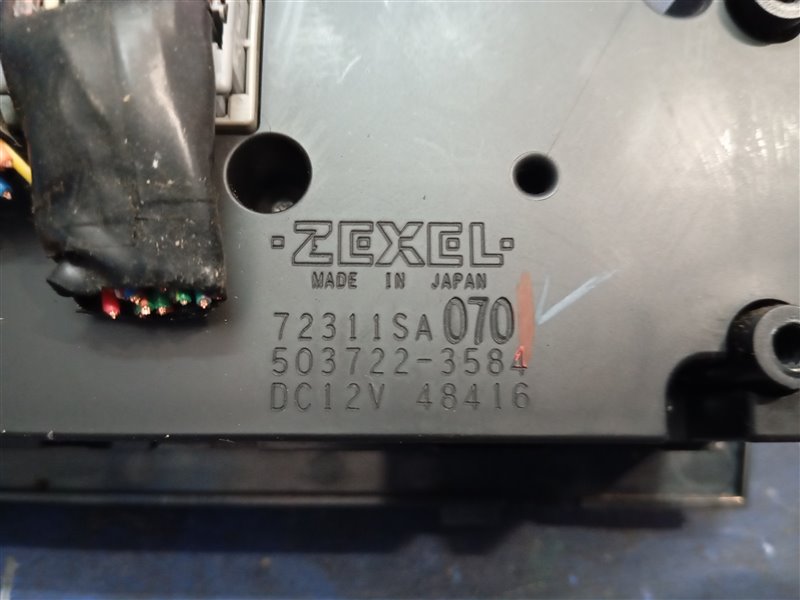 ·ZEXEL·
MADE IN JAPAN
72311SA070
503722-3584
DC12V 48416